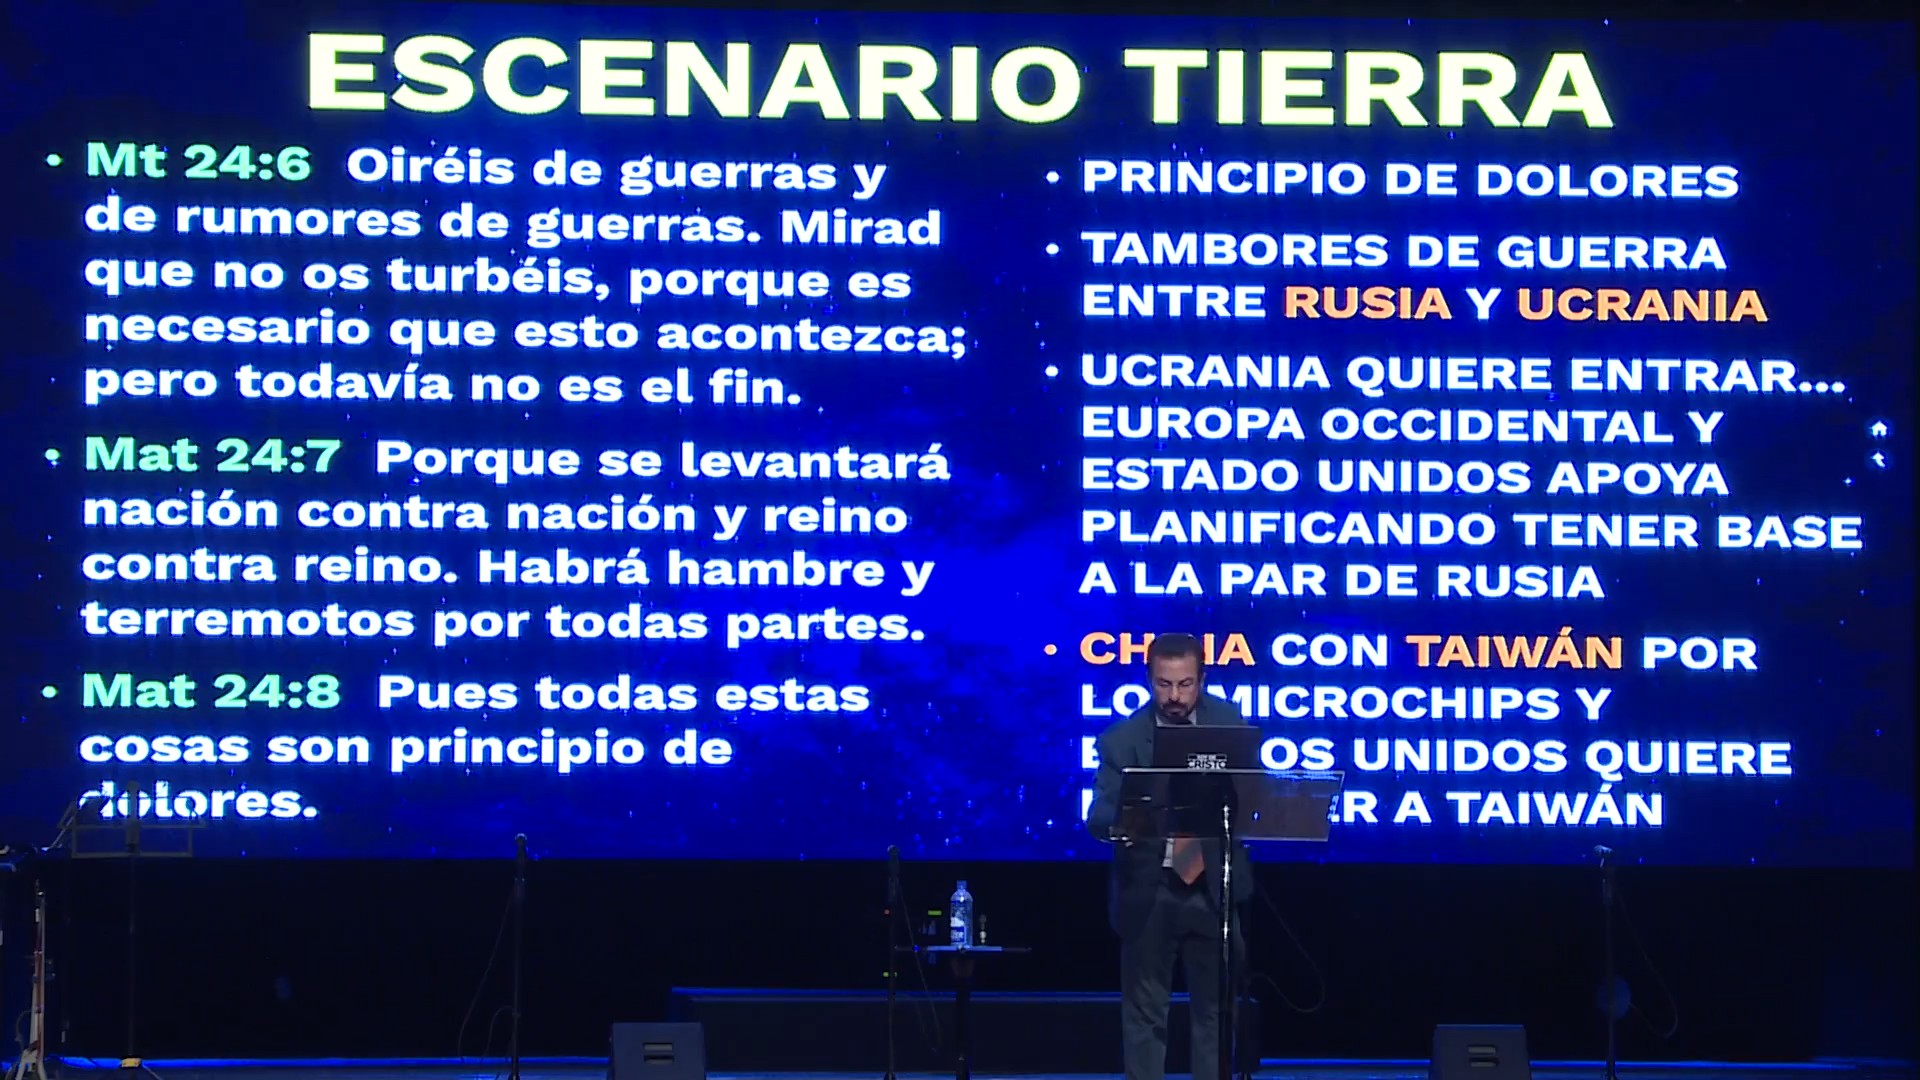 ESCENARIO TIERRA
• Mt 24:6 Oiréis de guerras y
de rumores de guerras. Mirad
que no os turbéis, porque es
necesario que esto acontezca;
pero todavía no es el fin.
• Mat 24:7 Porque se levantará
nación contra nación y reino
contra reino. Habrá hambre y
terremotos por todas partes.
• Mat 24:8 Pues todas estas
cosas son principio de
dolores.
• PRINCIPIO DE DOLORES
• TAMBORES DE GUERRA
ENTRE RUSIA Y UCRANIA
• UCRANIA QUIERE ENTRAR...
EUROPA OCCIDENTAL Y
ESTADO UNIDOS APOYA
PLANIFICANDO TENER BASE
A LA PAR DE RUSIA
• CHINA CON TAIWÁN POR
LOS MICROCHIPS Y
UNIDOS QUIERE
A TAIWÁN
CRISTO